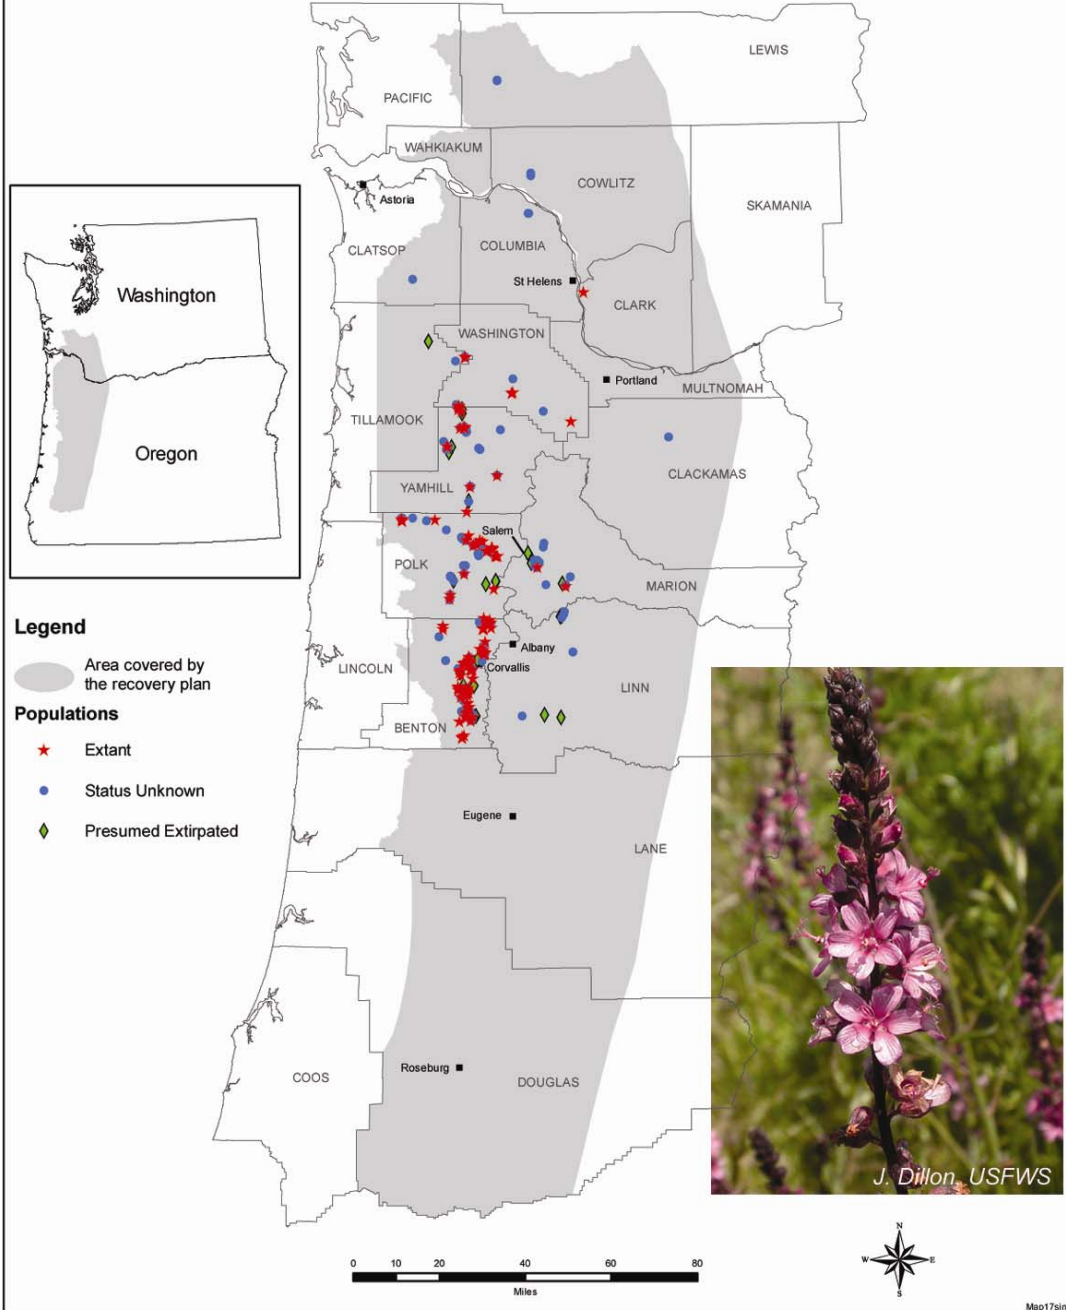 LEWIS
PACIFIC
WAHKIAKUM
COWLITZ
SKAMANIA
Astoria
CLATSOP
COLUMBIA
St Helens
CLARK
WASHINGTON
Portland
MULTNOMAH
TILLAMOOK
CLACKAMAS
YAMHILL
Salem
POLK
MARION
Albany
Corvallis
LINCOLN
LINN
BENTON
Eugene
LANE
Roseburg
COOS
DOUGLAS
Washington
Oregon
Legend
Area covered by
the recovery plan
Populations
Extant
Status Unknown
Presumed Extirpated
J. Dillon, USFWS
N
W E
S
0 10 20 40 60 80
Miles
Map17sin